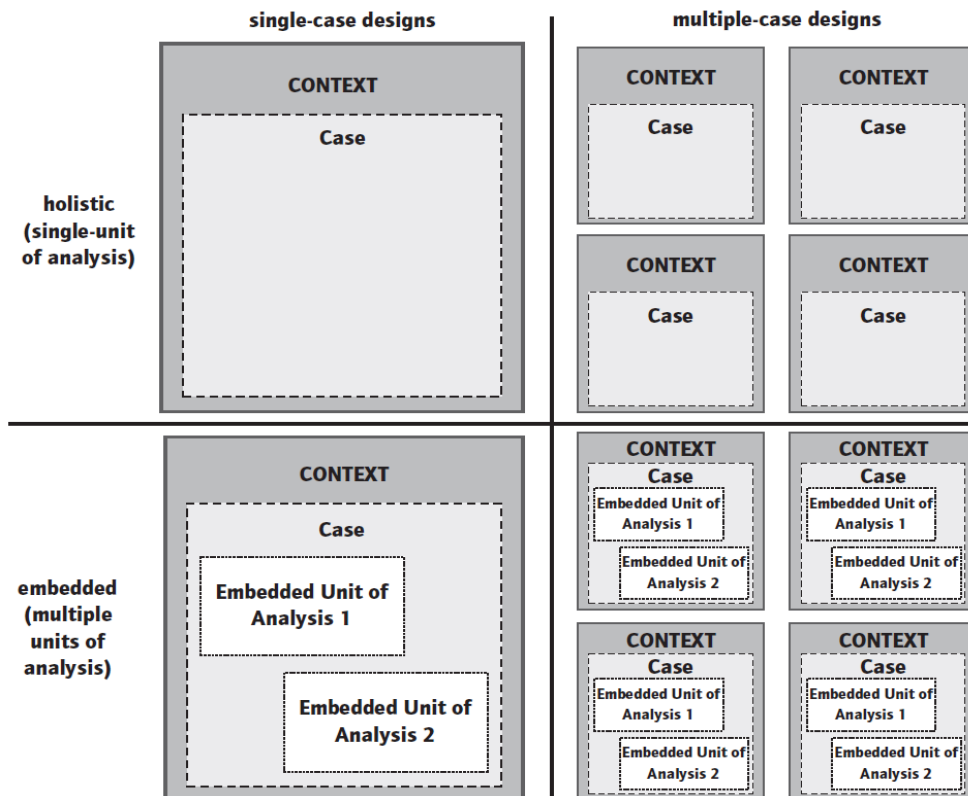 single-case designs
multiple-case designs
holistic
(single-unit
of analysis)
CONTEXT
Case
CONTEXT
Case
CONTEXT
Case
CONTEXT
Case
CONTEXT
Case
embedded
(multiple
units of
analysis)
CONTEXT
Case
Embedded Unit of
Analysis 1
Embedded Unit of
Analysis 2
CONTEXT
Case
Embedded Unit of
Analysis 1
Embedded Unit of
Analysis 2
CONTEXT
Case
Embedded Unit of
Analysis 1
Embedded Unit of
Analysis 2
CONTEXT
Case
Embedded Unit of
Analysis 1
Embedded Unit of
Analysis 2
CONTEXT
Case
Embedded Unit of
Analysis 1
Embedded Unit of
Analysis 2